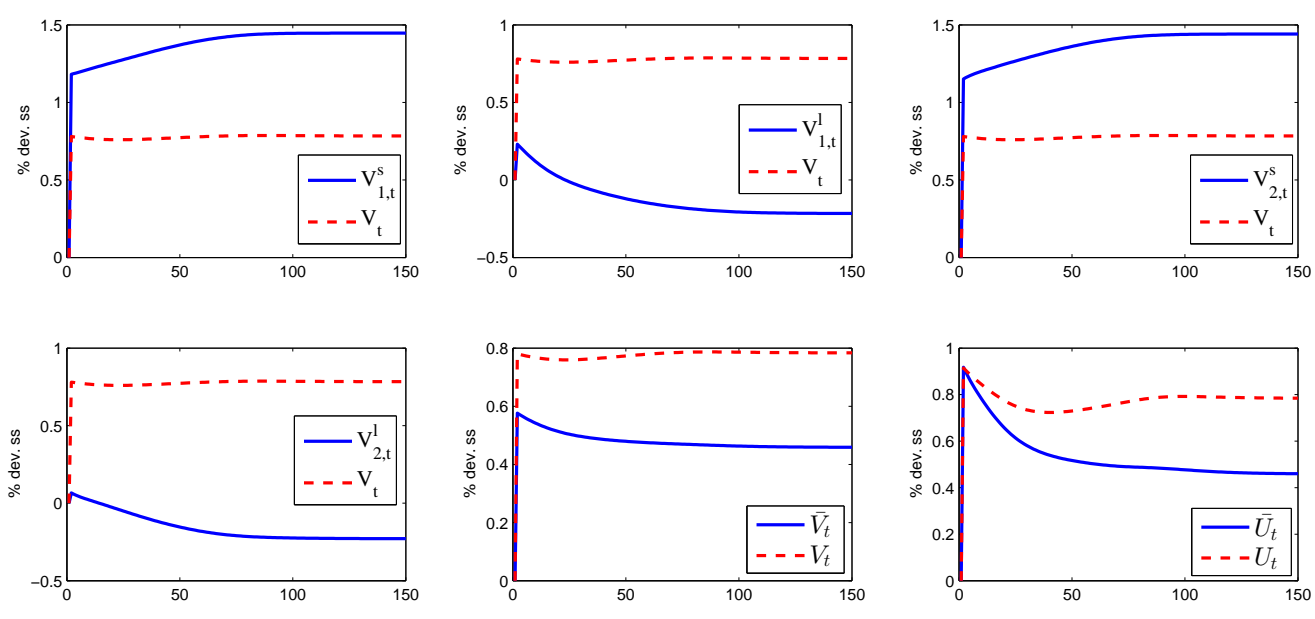 % dev. ss
1.5
1
0.5
0
0 50 100 150
V^s_{1,t}
V_t
% dev. ss
1
0.5
0
−0.5
0 50 100 150
V^l_{1,t}
V_t
% dev. ss
1.5
1
0.5
0
0 50 100 150
V^s_{2,t}
V_t
% dev. ss
1
0.5
0
−0.5
0 50 100 150
V^l_{2,t}
V_t
% dev. ss
0.8
0.6
0.4
0.2
0
0 50 100 150
V̄_t
V_t
% dev. ss
1
0.8
0.6
0.4
0.2
0
0 50 100 150
Ū_t
U_t